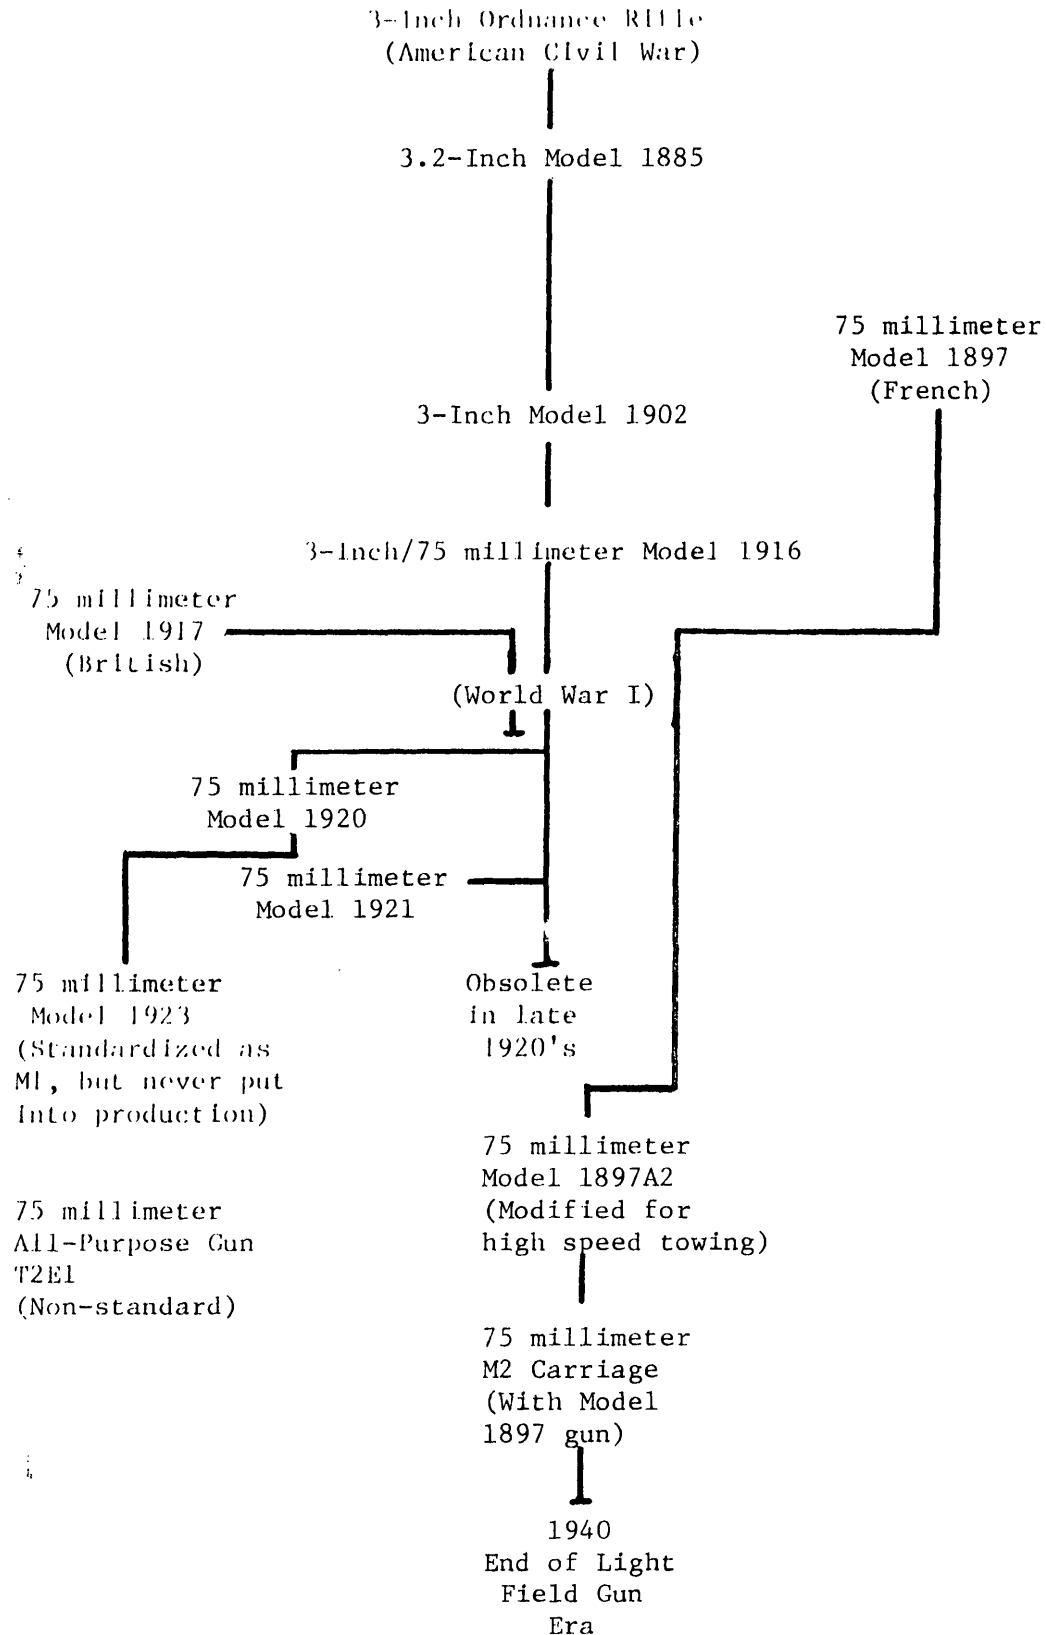 3-Inch Ordnance Rifle
(American Civil War)
3.2-Inch Model 1885
75 millimeter
Model 1897
(French)
3-Inch Model 1902
3-Inch/75 millimeter Model 1916
75 millimeter
Model 1917
(British)
(World War I)
75 millimeter
Model 1920
75 millimeter
Model 1921
75 millimeter
Model 1923
(Standardized as
M1, but never put
into production)
Obsolete
in late
1920's
75 millimeter
Model 1897A2
(Modified for
high speed towing)
75 millimeter
All-Purpose Gun
T2E1
(Non-standard)
75 millimeter
M2 Carriage
(With Model
1897 gun)
1940
End of Light
Field Gun
Era